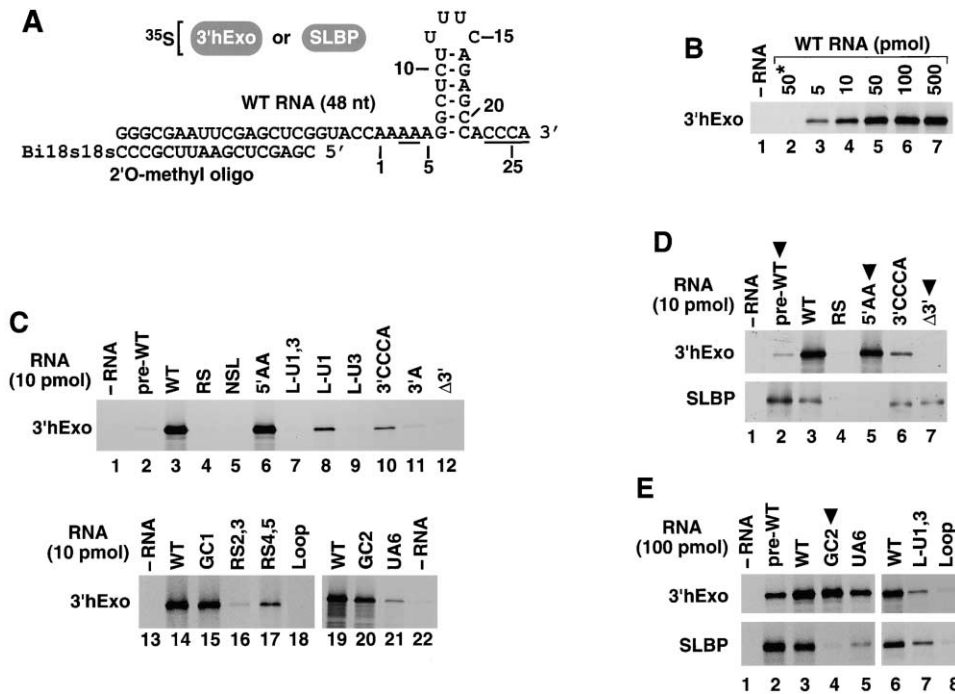 A
35S[ 3'hExo or SLBP
U U
U U
U C –15
10–
C - A
U - G
C - A
U - G
C - C
G - C
20
WT RNA (48 nt)
GGGCGAAUUCGAGCUCGGUACCAAAAAG - CACCCA 3'
Bi18s18sCCCGCUUAAGCUCGAGC 5'
2'O-methyl oligo
1 5 25
B
–RNA
WT RNA (pmol)
50* 5 10 50 100 500
3'hExo
1 2 3 4 5 6 7
C
RNA (10 pmol)
–RNA pre-WT WT RS NSL 5'AA L-U1,3 L-U1 L-U3 3'CCCA 3'A Δ3'
3'hExo
1 2 3 4 5 6 7 8 9 10 11 12
RNA (10 pmol)
–RNA WT GC1 RS2,3 RS4,5 Loop WT GC2 UA6 –RNA
3'hExo
13 14 15 16 17 18 19 20 21 22
D
RNA (10 pmol)
–RNA pre-WT WT RS 5'AA 3'CCCA Δ3'
3'hExo
SLBP
1 2 3 4 5 6 7
E
RNA (100 pmol)
–RNA pre-WT WT GC2 UA6 WT L-U1,3 Loop
3'hExo
SLBP
1 2 3 4 5 6 7 8